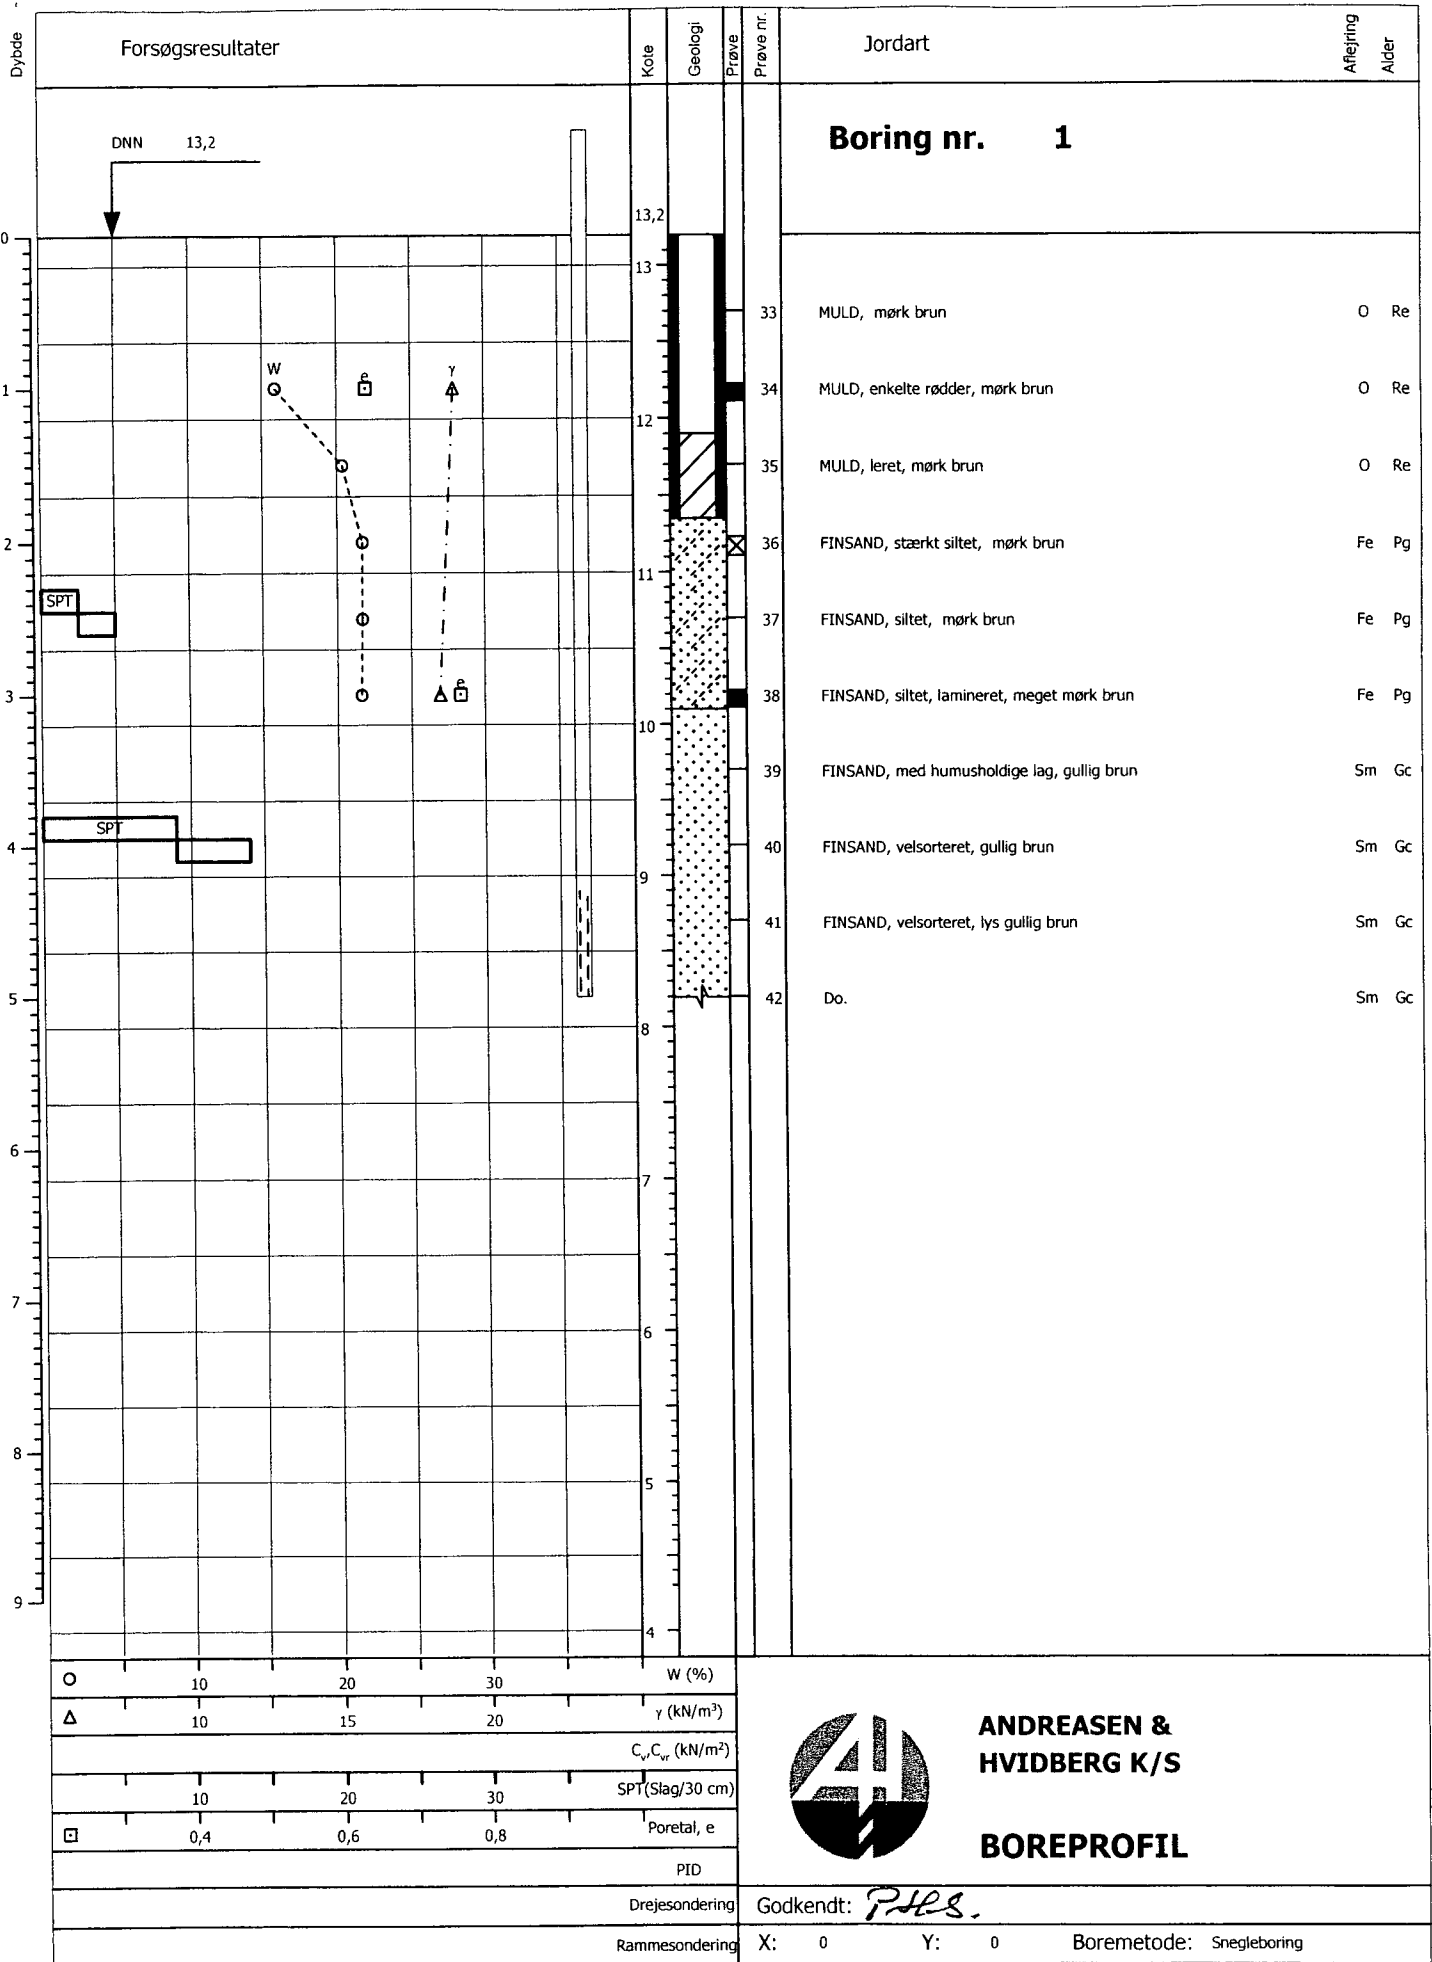 Dybde
Forsøgsresultater
Kote
Geologi
Prøve
Prøve nr.
Jordart
Aflejring
Alder
DNN 13,2
Boring nr. 1
13,2
0
13
33 MULD, mørk brun O Re
W e γ
1
34 MULD, enkelte rødder, mørk brun O Re
12
35 MULD, leret, mørk brun O Re
2
36 FINSAND, stærkt siltet, mørk brun Fe Pg
11
SPT
37 FINSAND, siltet, mørk brun Fe Pg
e
3
38 FINSAND, siltet, lamineret, meget mørk brun Fe Pg
10
39 FINSAND, med humusholdige lag, gullig brun Sm Gc
SPT
4
40 FINSAND, velsorteret, gullig brun Sm Gc
9
41 FINSAND, velsorteret, lys gullig brun Sm Gc
5
42 Do. Sm Gc
8
6
7
7
6
8
5
9
4
10 20 30 W (%)
10 15 20 γ (kN/m³)
Cv,Cvr (kN/m²)
10 20 30 SPT(Slag/30 cm)
0,4 0,6 0,8 Poretal, e
PID
Drejesondering
Rammesondering
ANDREASEN &
HVIDBERG K/S
BOREPROFIL
Godkendt: PHS.
X: 0 Y: 0 Boremetode: Snegleboring